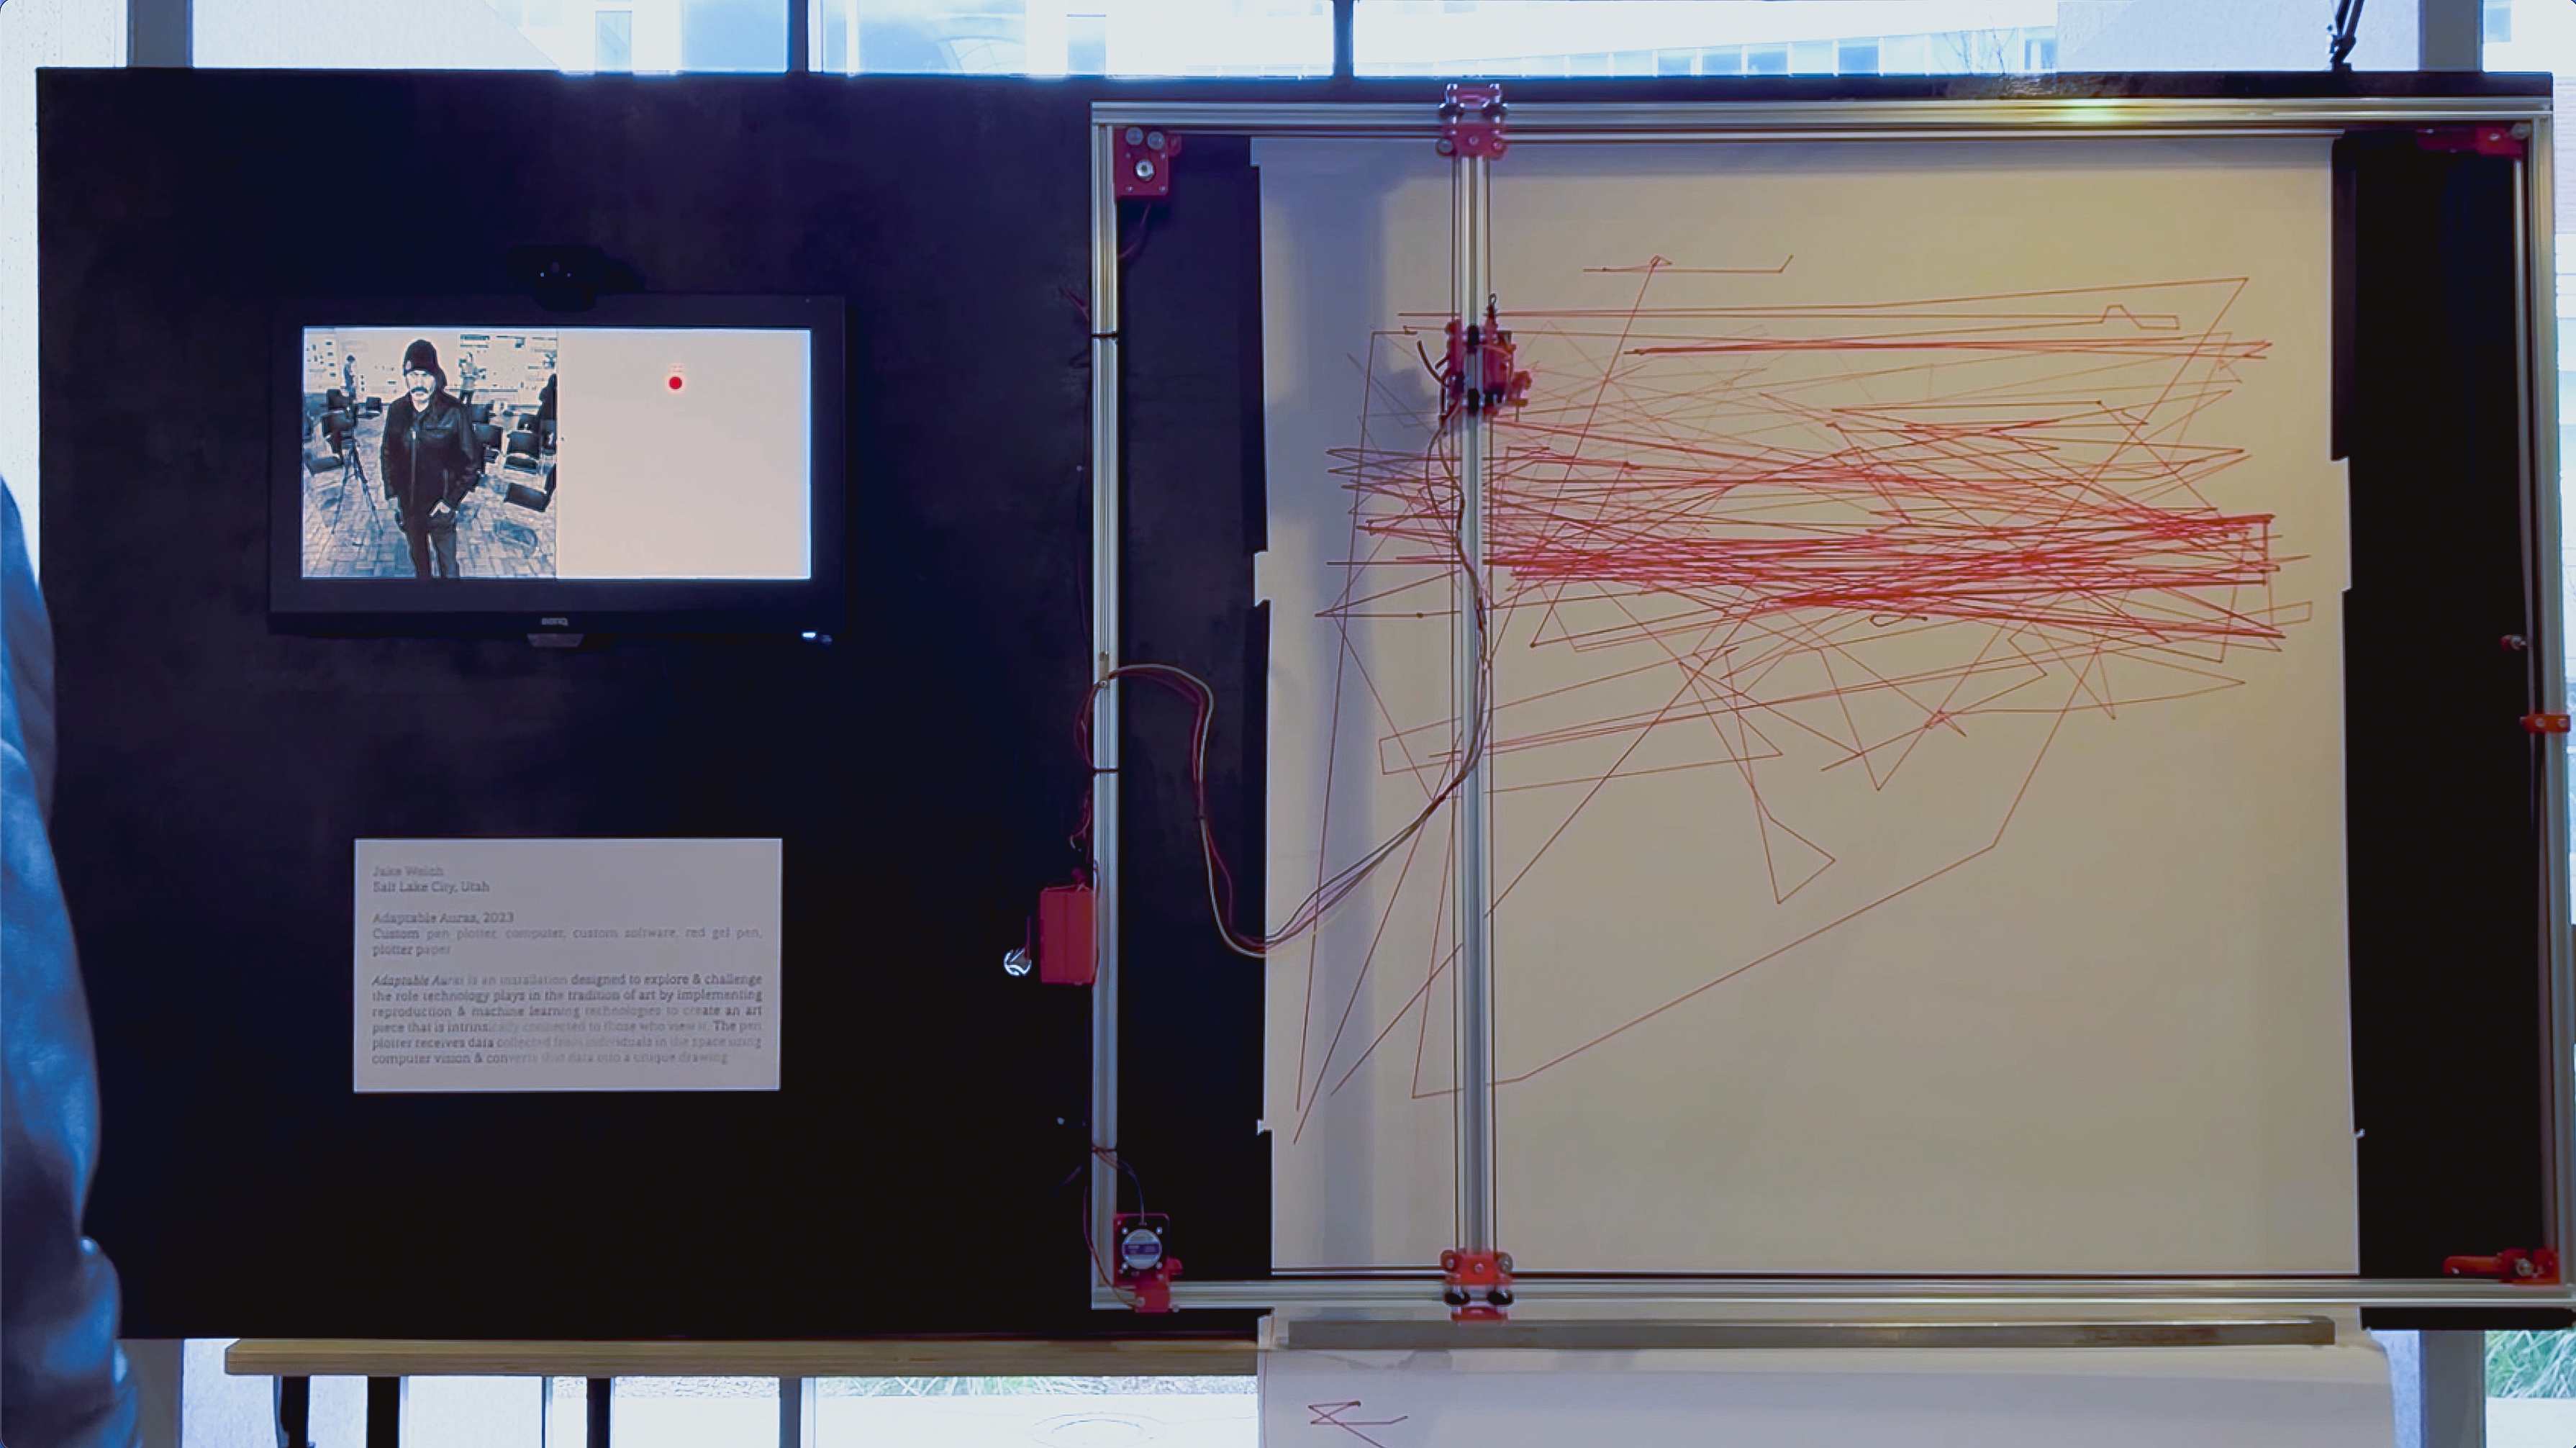 BenQ
Jake Welch
Salt Lake City, Utah
Adaptable Auras, 2023
Custom pen plotter, computer, custom software, red gel pen,
plotter paper
Adaptable Auras is an installation designed to explore & challenge
the role technology plays in the tradition of art by implementing
reproduction & machine learning technologies to create an art
piece that is intrinsically connected to those who view it. The pen
plotter receives data collected from individuals in the space using
computer vision & converts that data into a unique drawing.